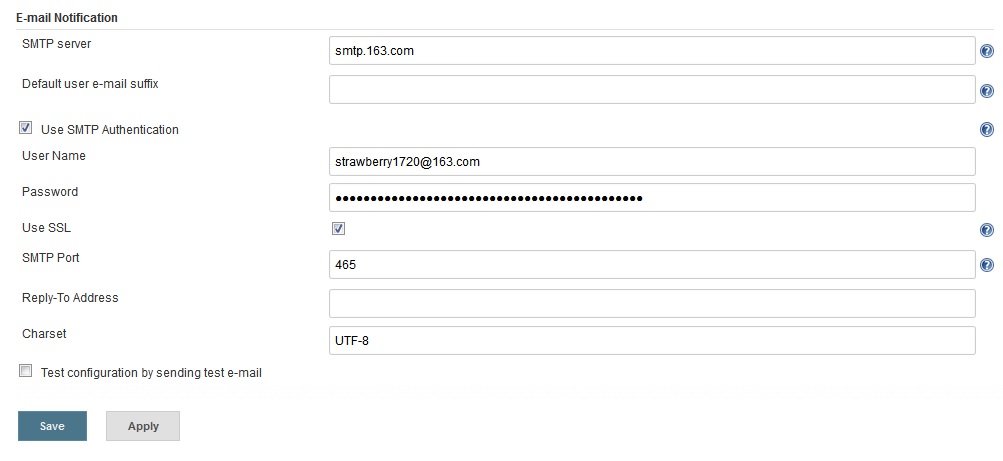 E-mail Notification
SMTP server
smtp.163.com
Default user e-mail suffix
Use SMTP Authentication
User Name
strawberry1720@163.com
Password
••••••••••••••••••••••••••••••••••••••••••••
Use SSL
SMTP Port
465
Reply-To Address
Charset
UTF-8
Test configuration by sending test e-mail
Save
Apply